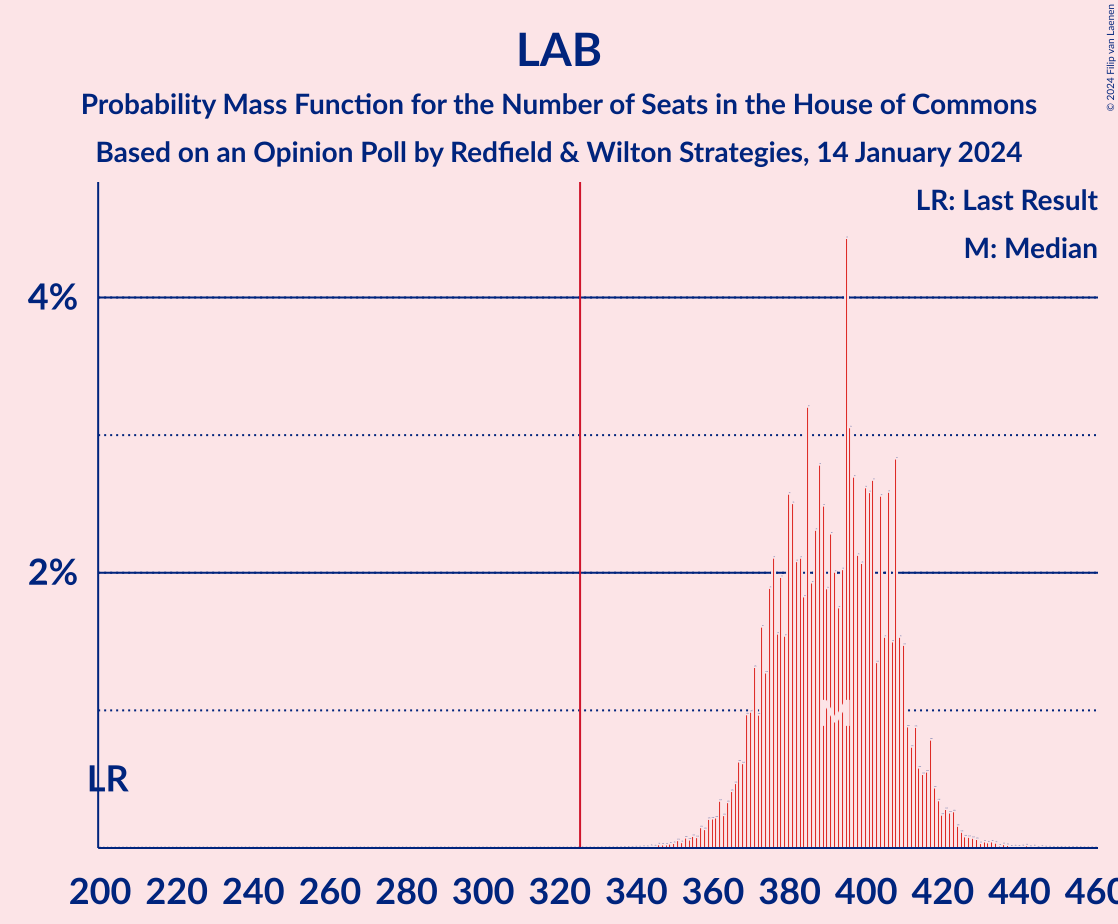 LAB
Probability Mass Function for the Number of Seats in the House of Commons
Based on an Opinion Poll by Redfield & Wilton Strategies, 14 January 2024
© 2024 Filip van Laenen
LR: Last Result
M: Median
4%
2%
M
LR
200 220 240 260 280 300 320 340 360 380 400 420 440 460